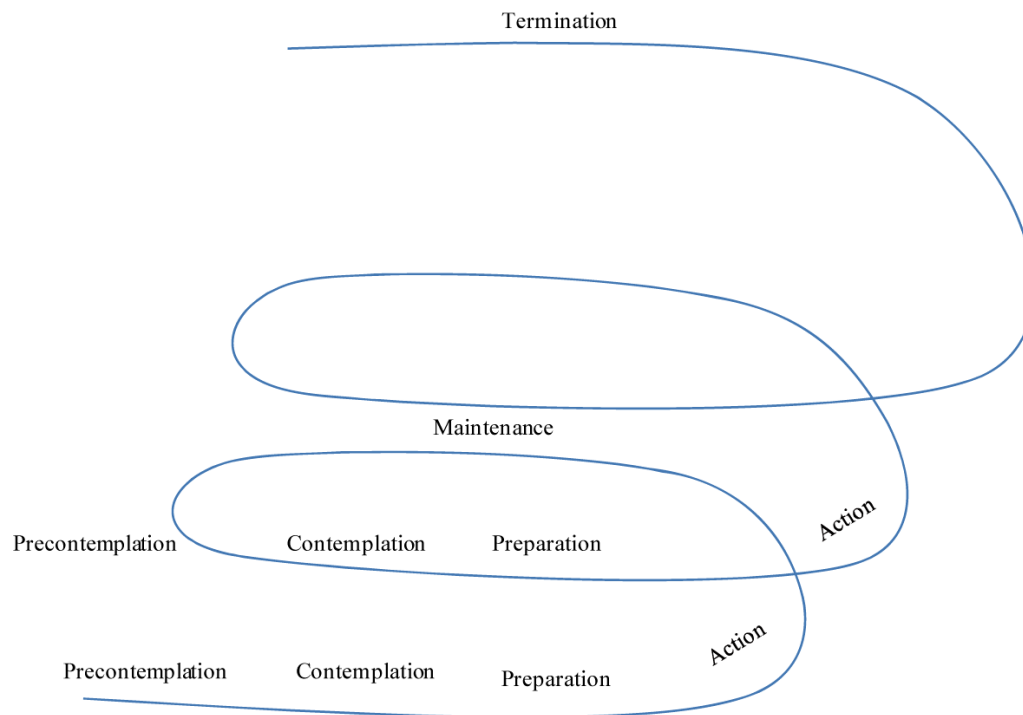 Termination
Maintenance
Action
Precontemplation Contemplation Preparation
Action
Precontemplation Contemplation Preparation